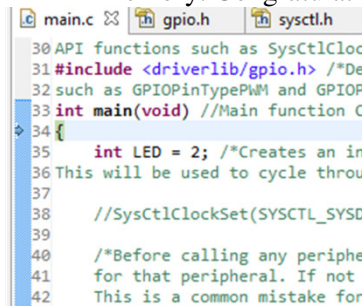 main.c gpio.h sysctl.h
30 API functions such as SysCtlCloc
31 #include <driverlib/gpio.h> /*De
32 such as GPIOPinTypePWM and GPIOP
33 int main(void) //Main function
34 {
35 int LED = 2; /*Creates an in
36 This will be used to cycle throu
37
38 //SysCtlClockSet(SYSCTL_SYSD
39
40 /*Before calling any periphe
41 for that peripheral. If not
42 This is a common mistake for